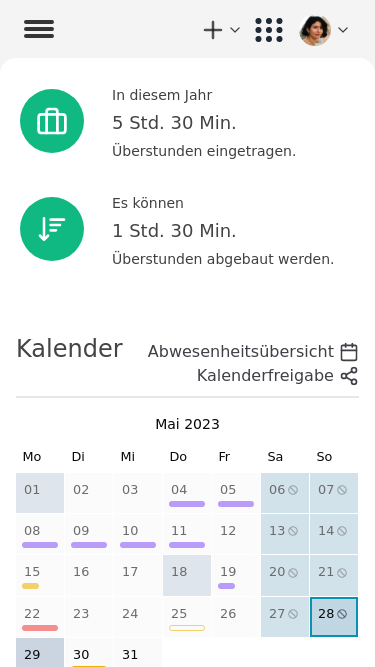 In diesem Jahr
5 Std. 30 Min.
Überstunden eingetragen.
Es können
1 Std. 30 Min.
Überstunden abgebaut werden.
Kalender
Abwesenheitsübersicht
Kalenderfreigabe
Mai 2023
Mo Di Mi Do Fr Sa So
01 02 03 04 05 06 07
08 09 10 11 12 13 14
15 16 17 18 19 20 21
22 23 24 25 26 27 28
29 30 31